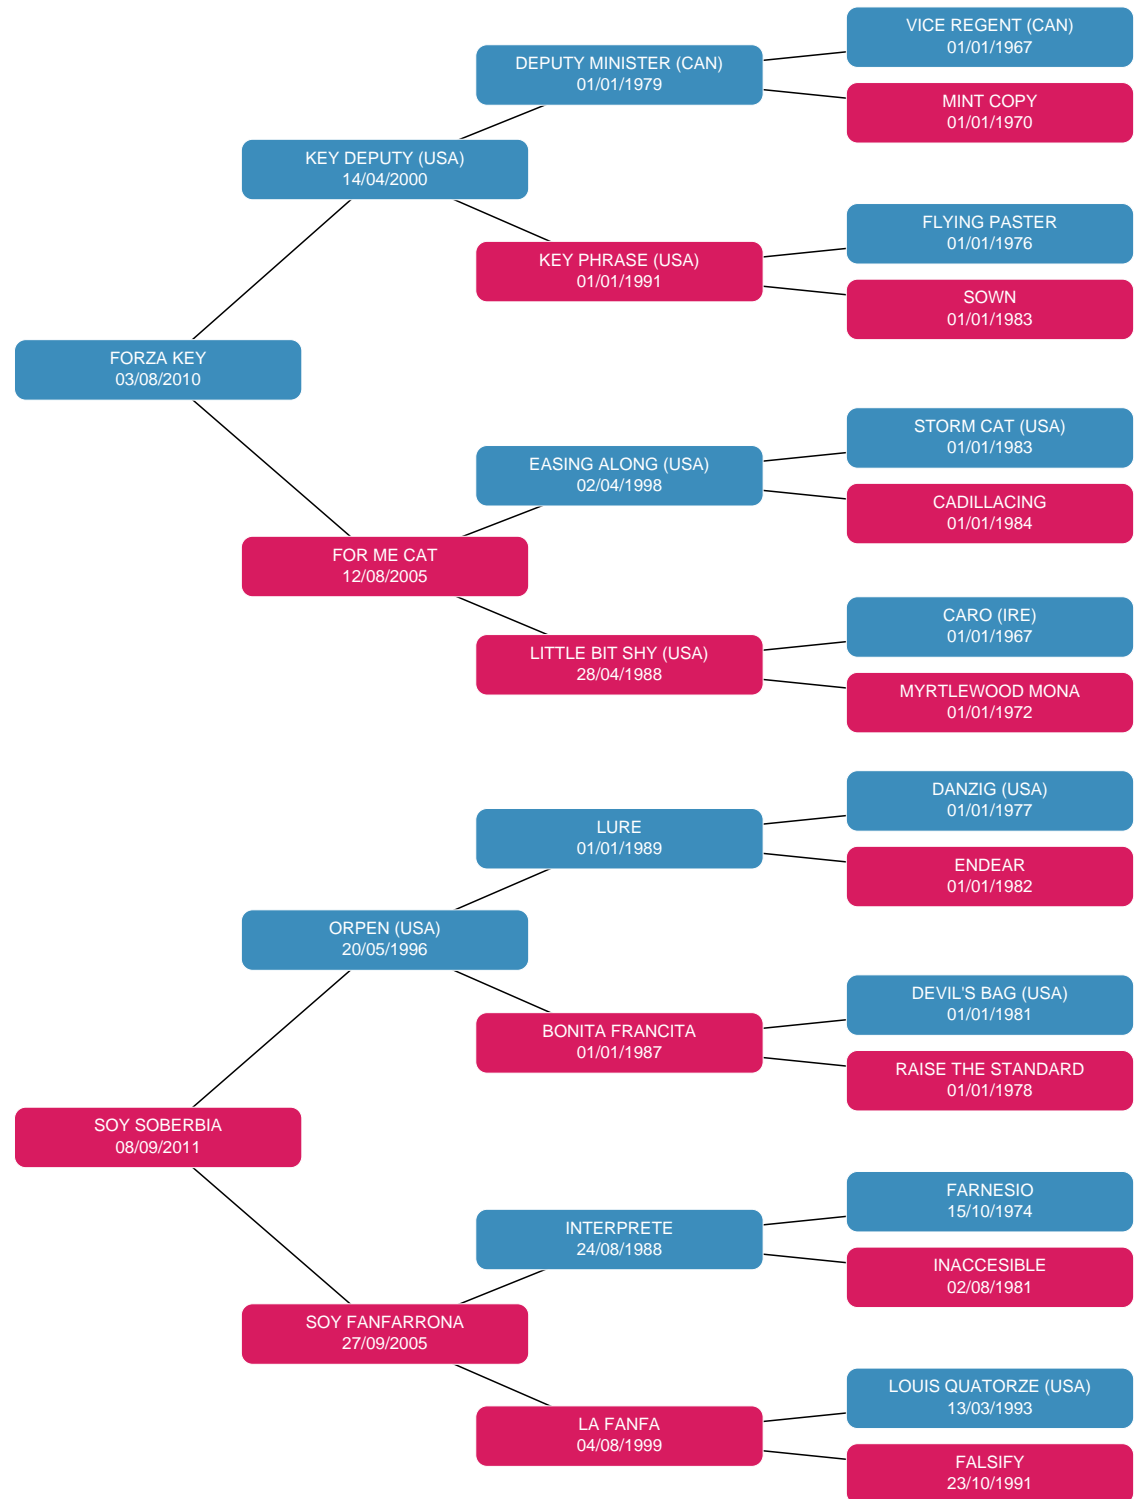 VICE REGENT (CAN)
01/01/1967
DEPUTY MINISTER (CAN)
01/01/1979
MINT COPY
01/01/1970
KEY DEPUTY (USA)
14/04/2000
FLYING PASTER
01/01/1976
KEY PHRASE (USA)
01/01/1991
SOWN
01/01/1983
FORZA KEY
03/08/2010
STORM CAT (USA)
01/01/1983
EASING ALONG (USA)
02/04/1998
CADILLACING
01/01/1984
FOR ME CAT
12/08/2005
CARO (IRE)
01/01/1967
LITTLE BIT SHY (USA)
28/04/1988
MYRTLEWOOD MONA
01/01/1972
DANZIG (USA)
01/01/1977
LURE
01/01/1989
ENDEAR
01/01/1982
ORPEN (USA)
20/05/1996
DEVIL'S BAG (USA)
01/01/1981
BONITA FRANCITA
01/01/1987
RAISE THE STANDARD
01/01/1978
SOY SOBERBIA
08/09/2011
FARNESIO
15/10/1974
INTERPRETE
24/08/1988
INACCESIBLE
02/08/1981
SOY FANFARRONA
27/09/2005
LOUIS QUATORZE (USA)
13/03/1993
LA FANFA
04/08/1999
FALSIFY
23/10/1991